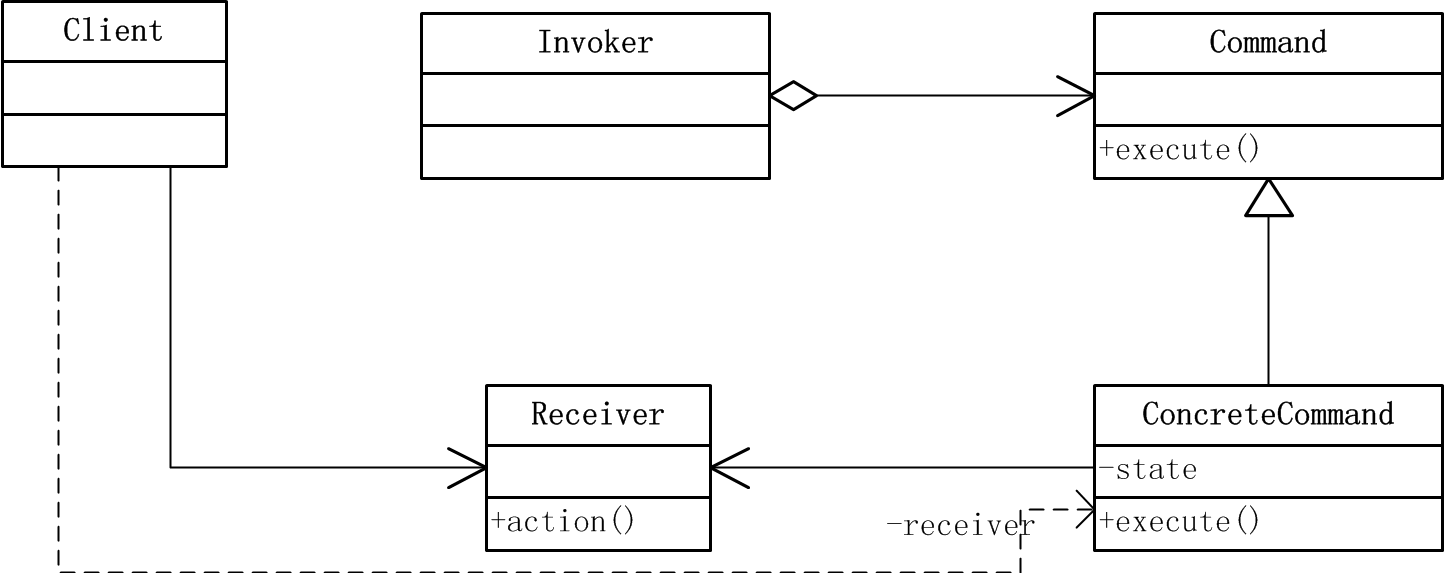 Client
Invoker
Command
+execute()
Receiver
ConcreteCommand
-state
+action()
-receiver
+execute()